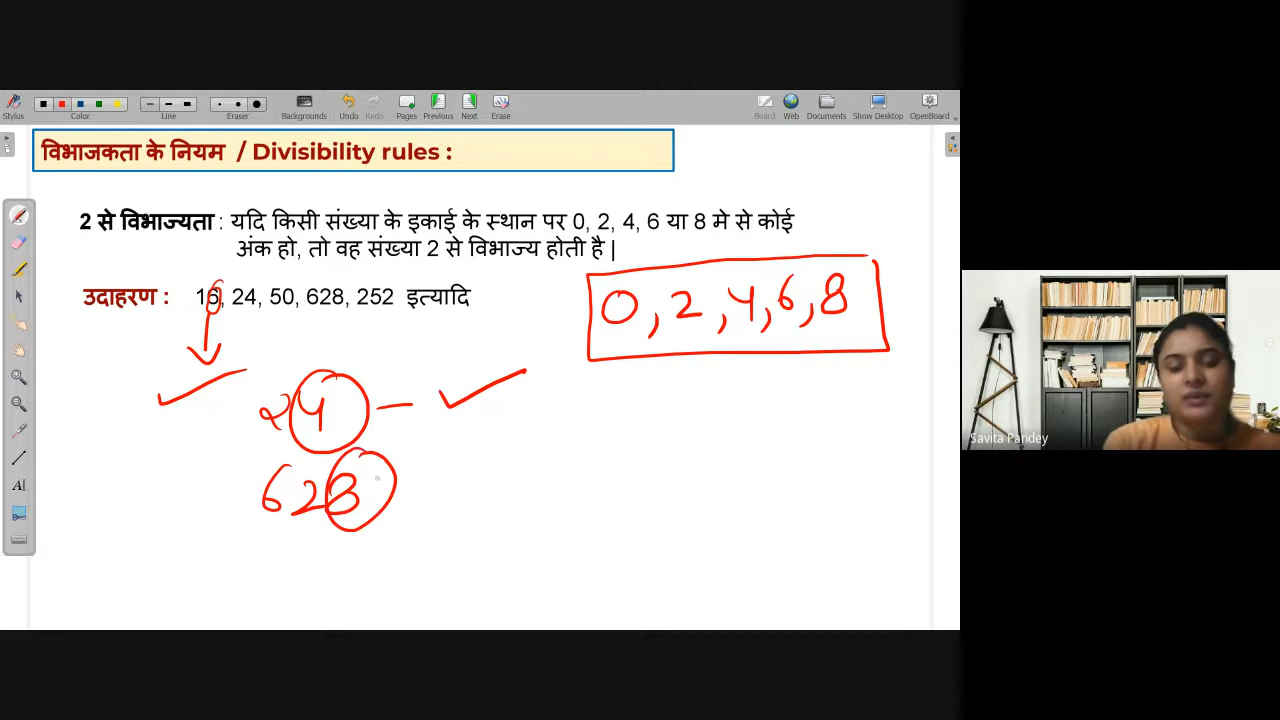 Stylus
Color
Line
Eraser
Backgrounds
Undo
Redo
Pages
Previous
Next
Erase
Board
Web
Documents
Show Desktop
OpenBoard
विभाजकता के नियम / Divisibility rules :
2 से विभाज्यता : यदि किसी संख्या के इकाई के स्थान पर 0, 2, 4, 6 या 8 मे से कोई
अंक हो, तो वह संख्या 2 से विभाज्य होती है |
उदाहरण : 16, 24, 50, 628, 252 इत्यादि
0, 2, 4, 6, 8
24 - ✓
628
Savita Pandey